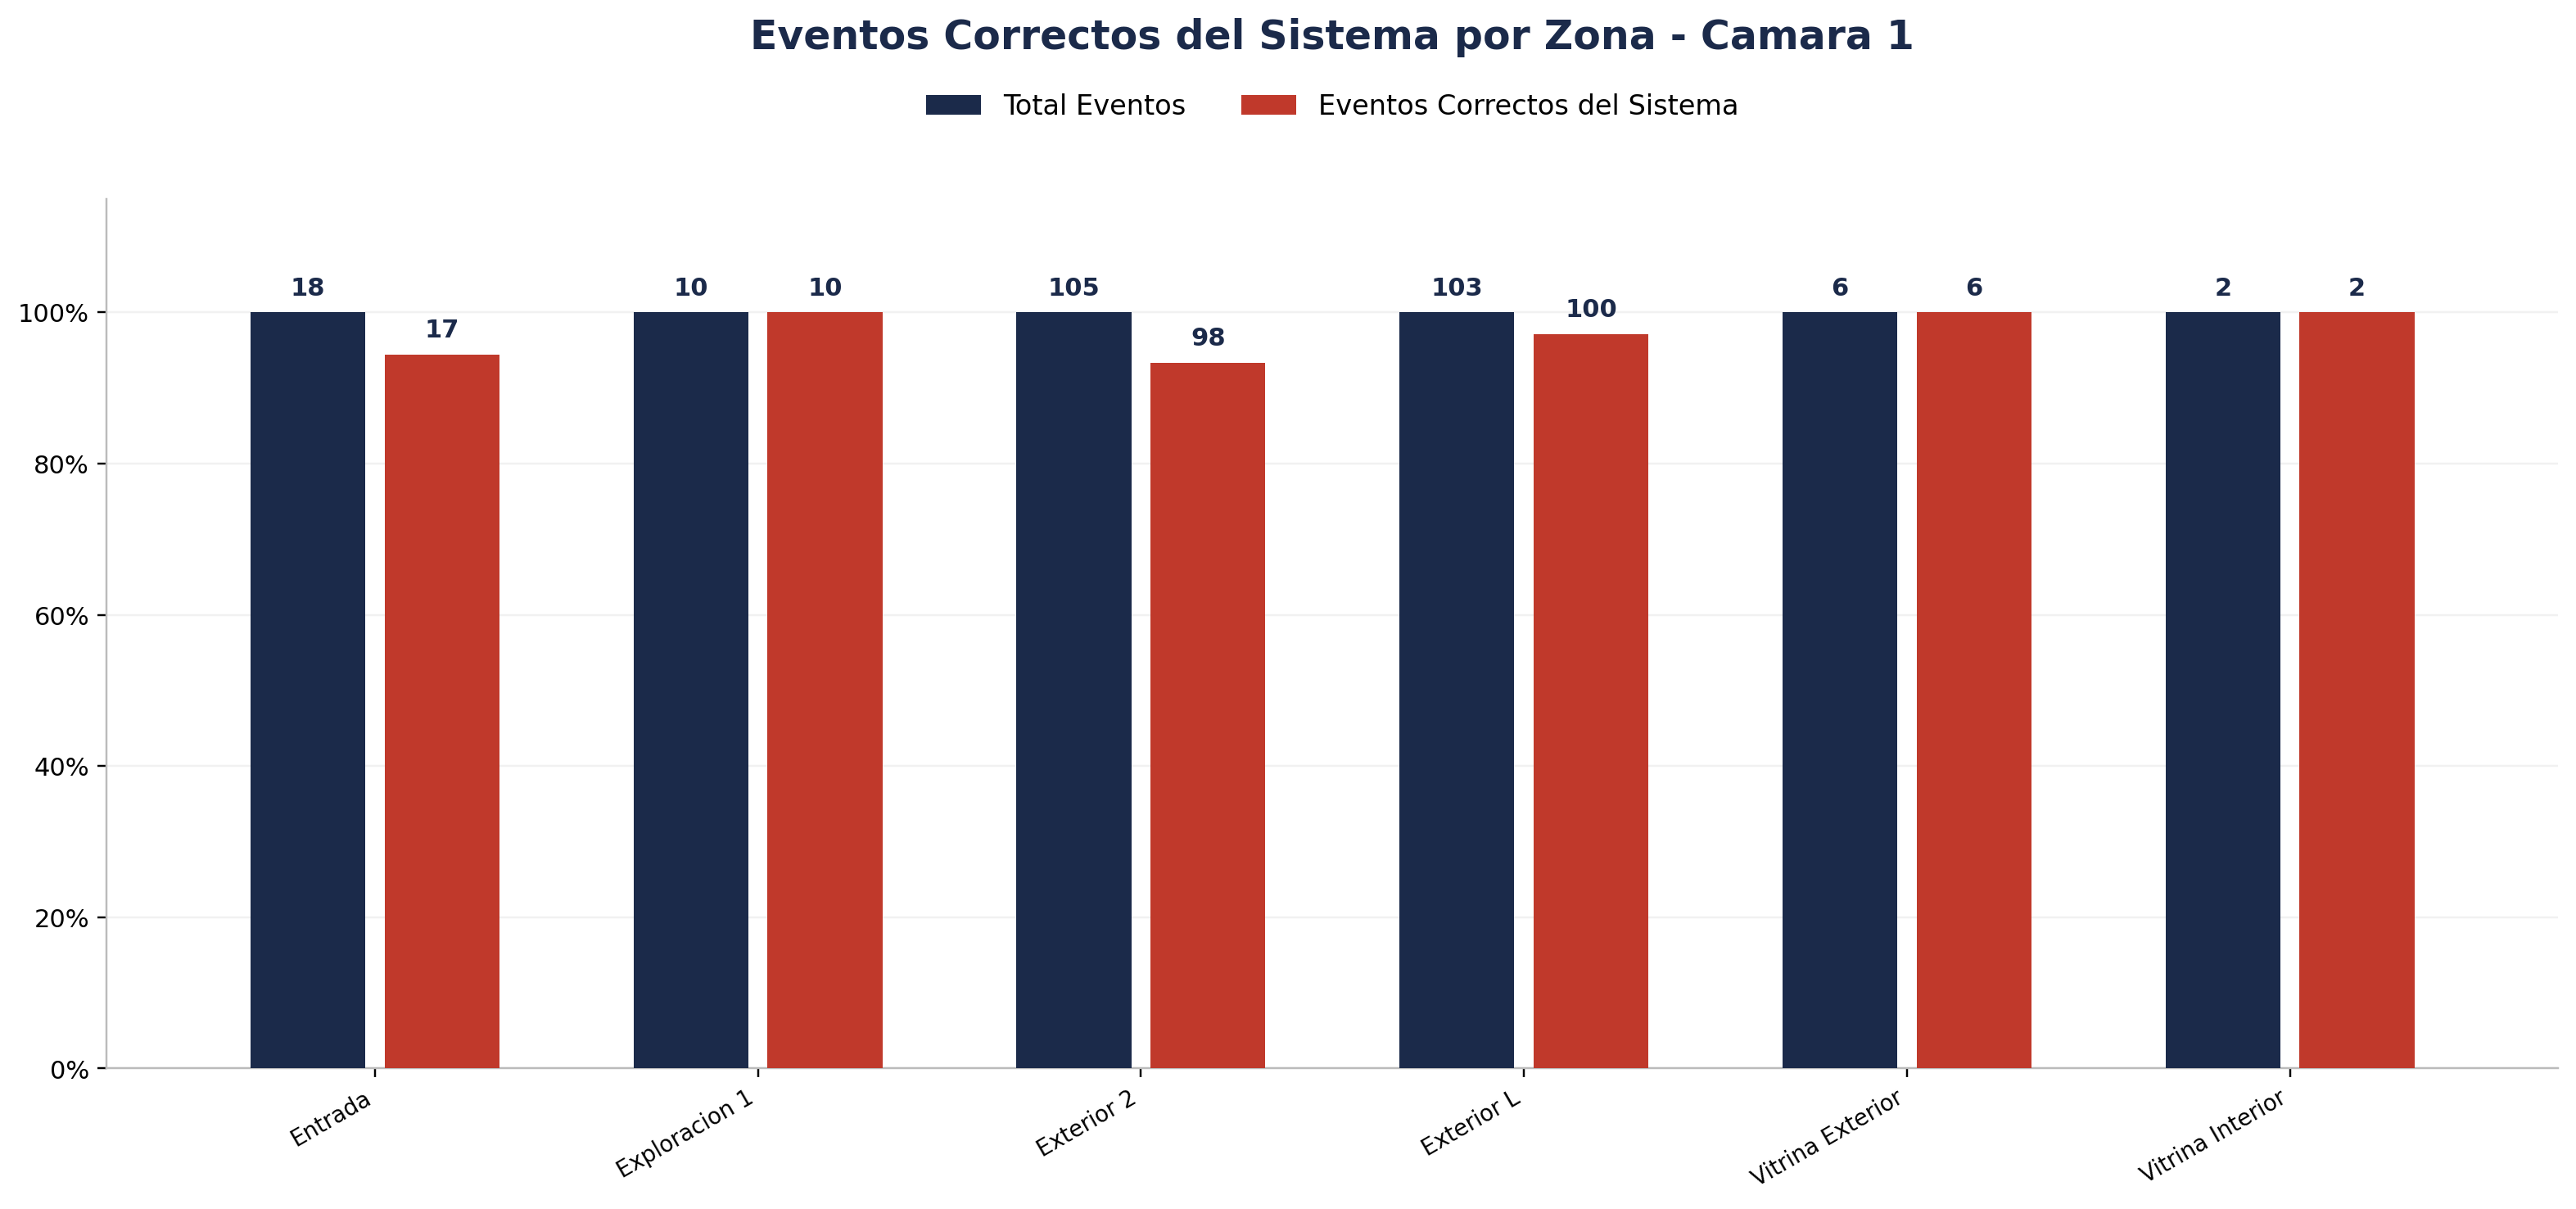 Eventos Correctos del Sistema por Zona - Camara 1
Total Eventos Eventos Correctos del Sistema
18 17 10 10 105 98 103 100 6 6 2 2
100%
80%
60%
40%
20%
0%
Entrada Exploracion 1 Exterior 2 Exterior L Vitrina Exterior Vitrina Interior